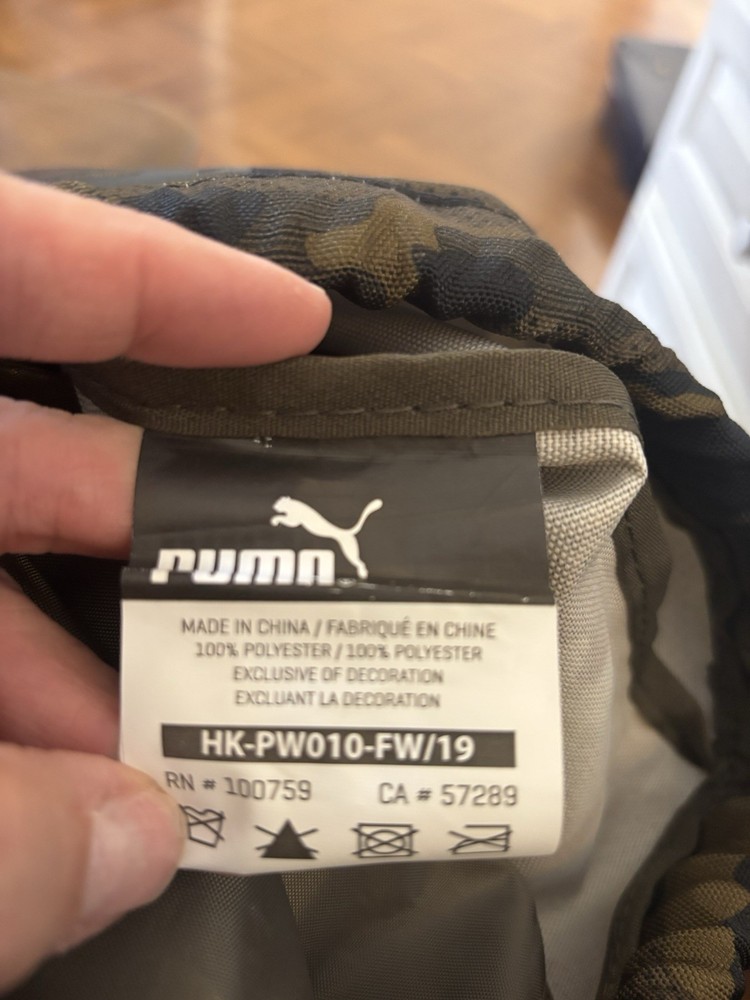 PUMA
MADE IN CHINA / FABRIQUÉ EN CHINE
100% POLYESTER / 100% POLYESTER
EXCLUSIVE OF DECORATION
EXCLUANT LA DECORATION
HK-PW010-FW/19
RN # 100759 CA # 57289